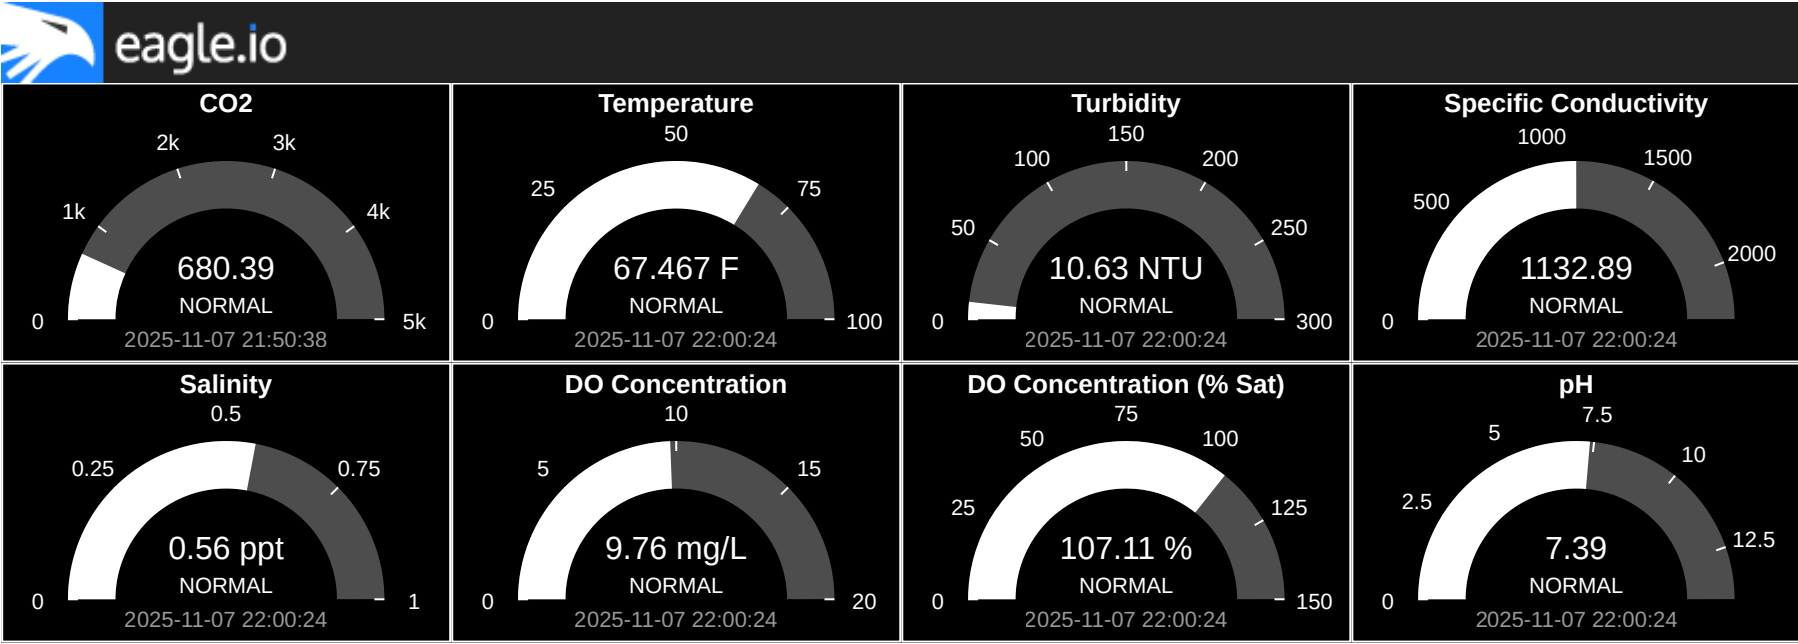 eagle.io
CO2
0
1k
2k
3k
4k
5k
680.39
NORMAL
2025-11-07 21:50:38
Temperature
0
25
50
75
100
67.467 F
NORMAL
2025-11-07 22:00:24
Turbidity
0
50
100
150
200
250
300
10.63 NTU
NORMAL
2025-11-07 22:00:24
Specific Conductivity
0
500
1000
1500
2000
1132.89
NORMAL
2025-11-07 22:00:24
Salinity
0
0.25
0.5
0.75
1
0.56 ppt
NORMAL
2025-11-07 22:00:24
DO Concentration
0
5
10
15
20
9.76 mg/L
NORMAL
2025-11-07 22:00:24
DO Concentration (% Sat)
0
25
50
75
100
125
150
107.11 %
NORMAL
2025-11-07 22:00:24
pH
0
2.5
5
7.5
10
12.5
7.39
NORMAL
2025-11-07 22:00:24